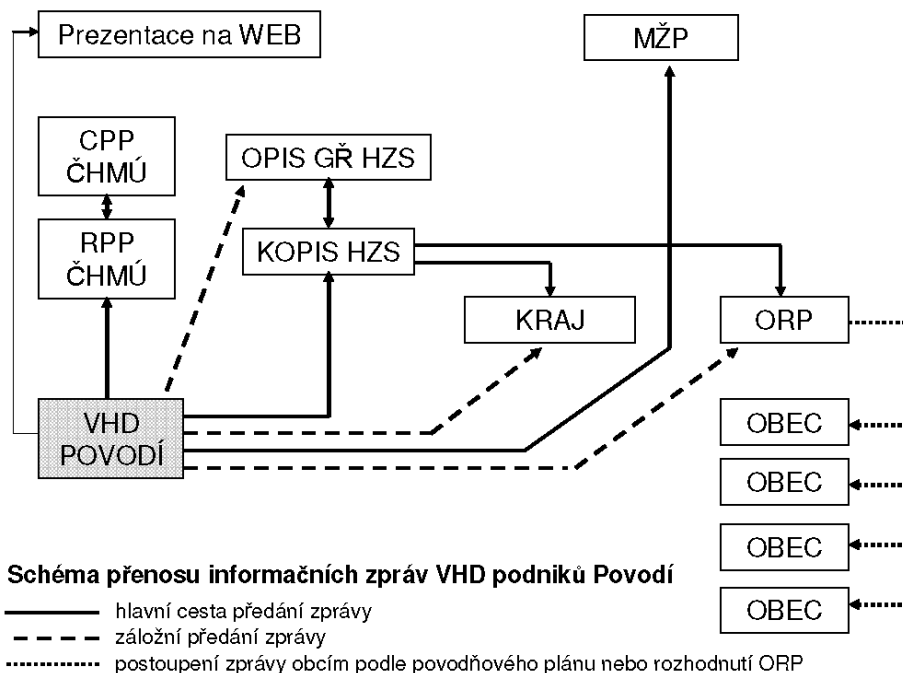 Prezentace na WEB
MŽP
CPP
ČHMÚ
OPIS GŘ HZS
RPP
ČHMÚ
KOPIS HZS
KRAJ
ORP
VHD
POVODÍ
OBEC
OBEC
OBEC
OBEC
Schéma přenosu informačních zpráv VHD podniků Povodí
hlavní cesta předání zprávy
záložní předání zprávy
postoupení zprávy obcím podle povodňového plánu nebo rozhodnutí ORP